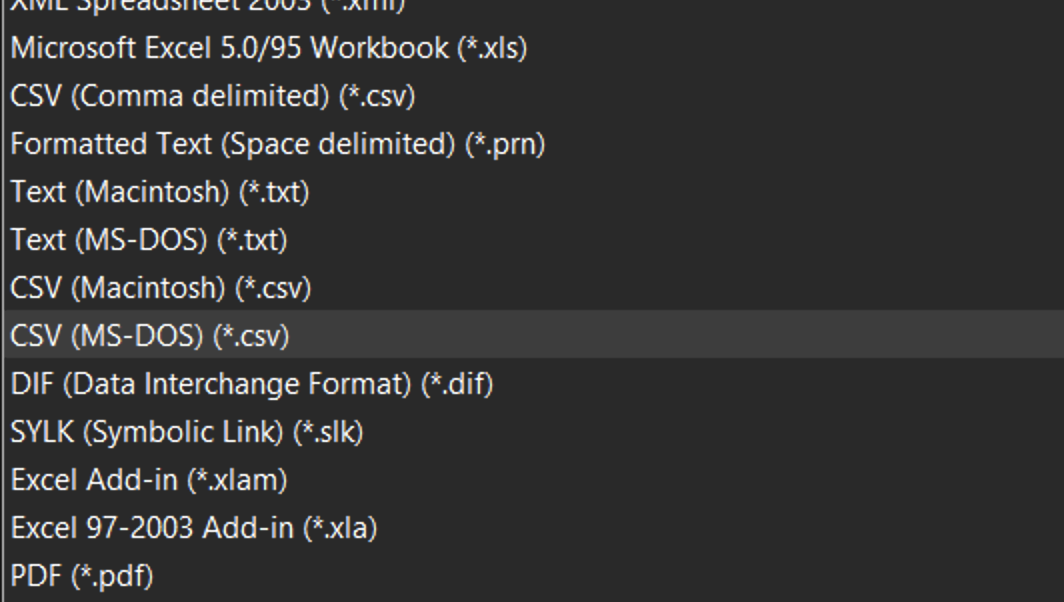 XML Spreadsheet 2003 (*.xml)
Microsoft Excel 5.0/95 Workbook (*.xls)
CSV (Comma delimited) (*.csv)
Formatted Text (Space delimited) (*.prn)
Text (Macintosh) (*.txt)
Text (MS-DOS) (*.txt)
CSV (Macintosh) (*.csv)
CSV (MS-DOS) (*.csv)
DIF (Data Interchange Format) (*.dif)
SYLK (Symbolic Link) (*.slk)
Excel Add-in (*.xlam)
Excel 97-2003 Add-in (*.xla)
PDF (*.pdf)